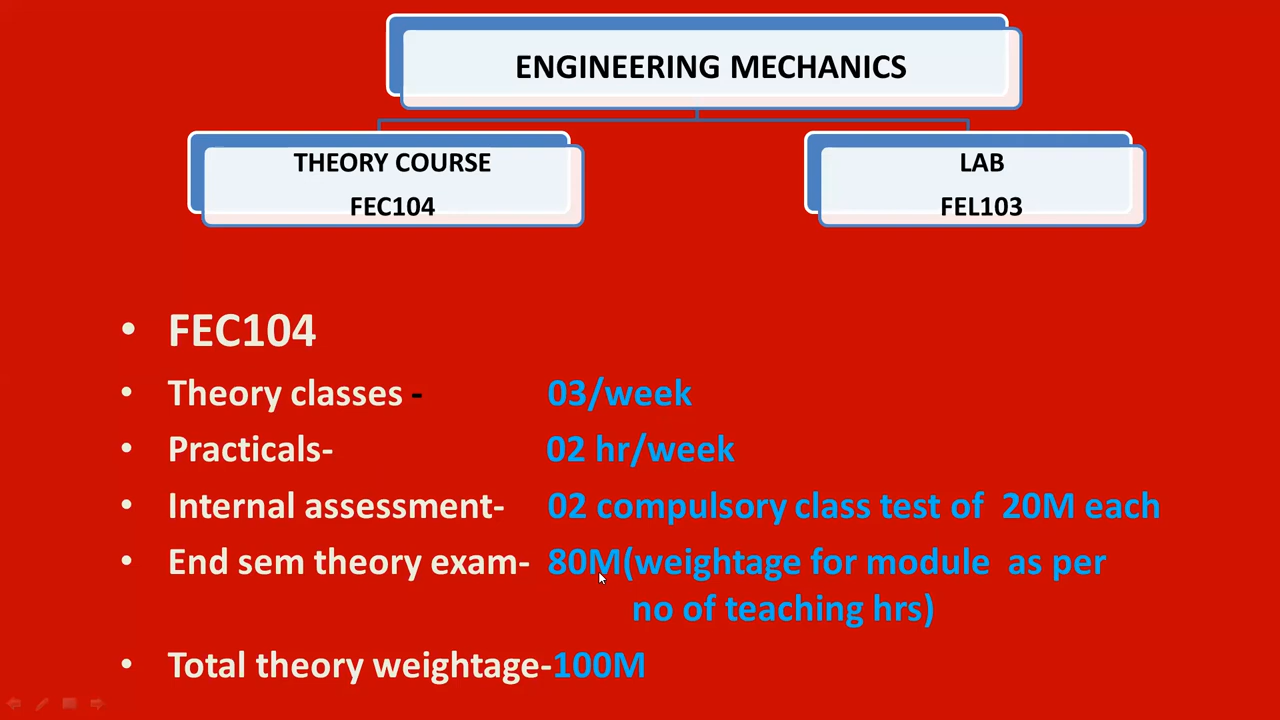 ENGINEERING MECHANICS
THEORY COURSE
FEC104
LAB
FEL103
• FEC104
• Theory classes - 03/week
• Practicals- 02 hr/week
• Internal assessment- 02 compulsory class test of 20M each
• End sem theory exam- 80M(weightage for module as per
no of teaching hrs)
• Total theory weightage-100M